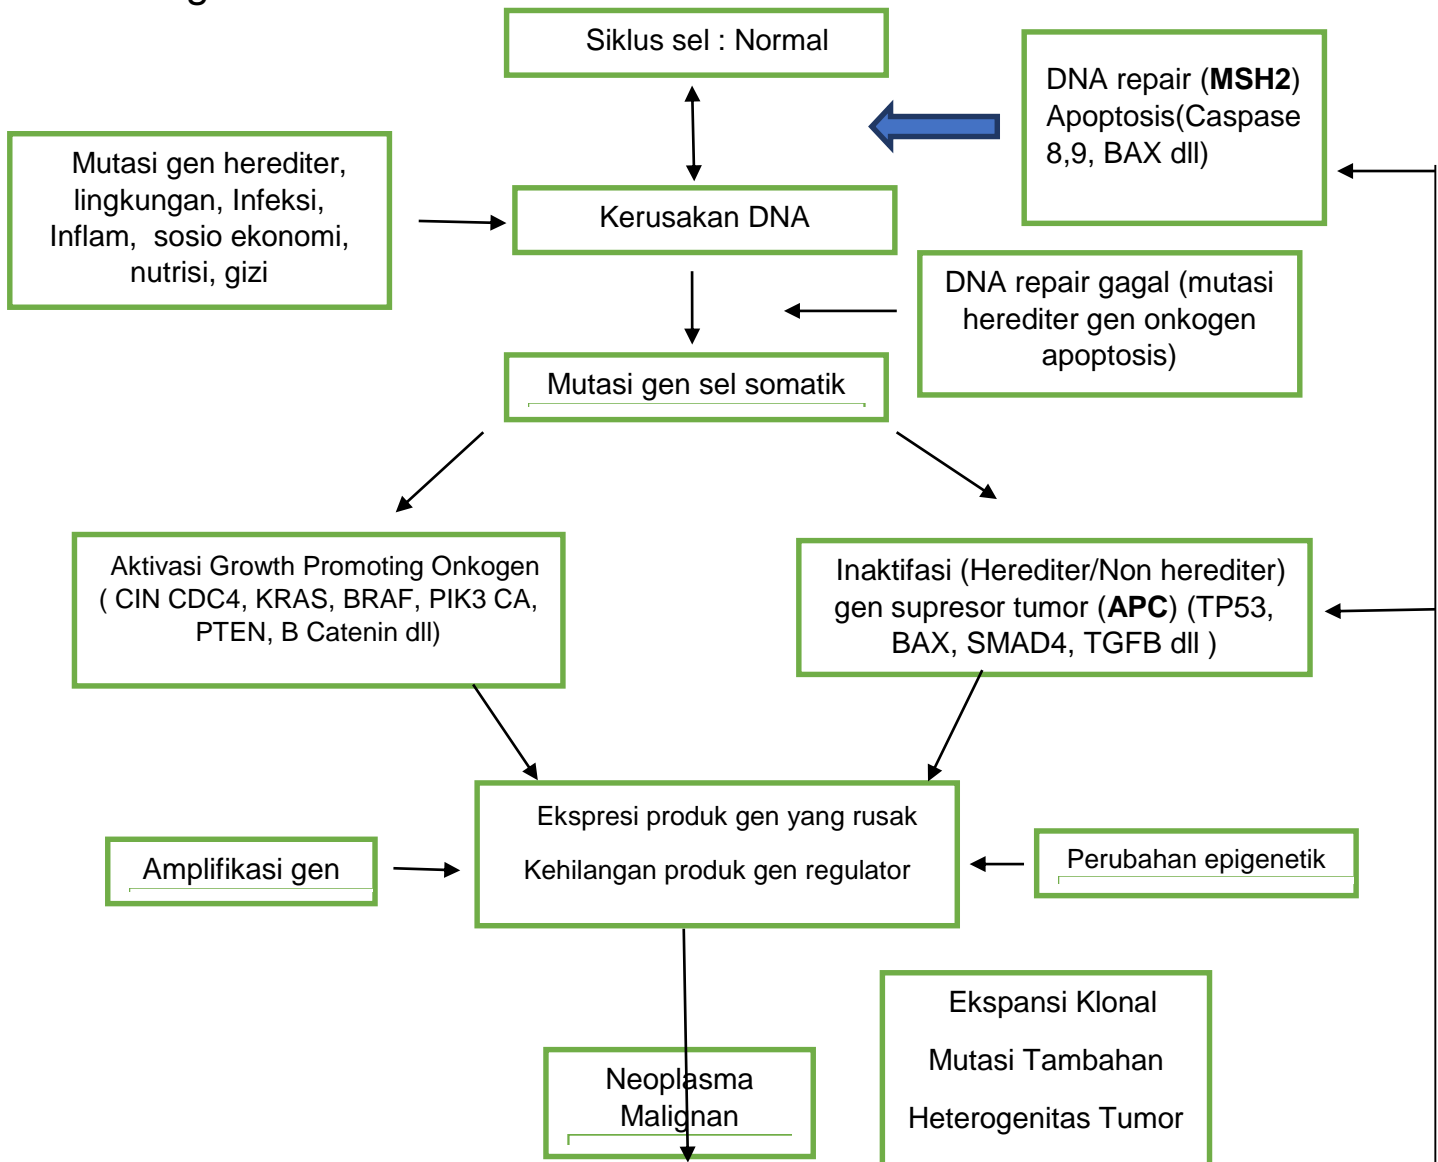 Siklus sel : Normal
DNA repair (MSH2)
Apoptosis(Caspase
8,9, BAX dll)
Mutasi gen herediter,
lingkungan, Infeksi,
Inflam, sosio ekonomi,
nutrisi, gizi
Kerusakan DNA
DNA repair gagal (mutasi
herediter gen onkogen
apoptosis)
Mutasi gen sel somatik
Aktivasi Growth Promoting Onkogen
( CIN CDC4, KRAS, BRAF, PIK3 CA,
PTEN, B Catenin dll)
Inaktifasi (Herediter/Non herediter)
gen supresor tumor (APC) (TP53,
BAX, SMAD4, TGFB dll )
Ekspresi produk gen yang rusak
Kehilangan produk gen regulator
Amplifikasi gen
Perubahan epigenetik
Ekspansi Klonal
Mutasi Tambahan
Heterogenitas Tumor
Neoplasma
Malignan